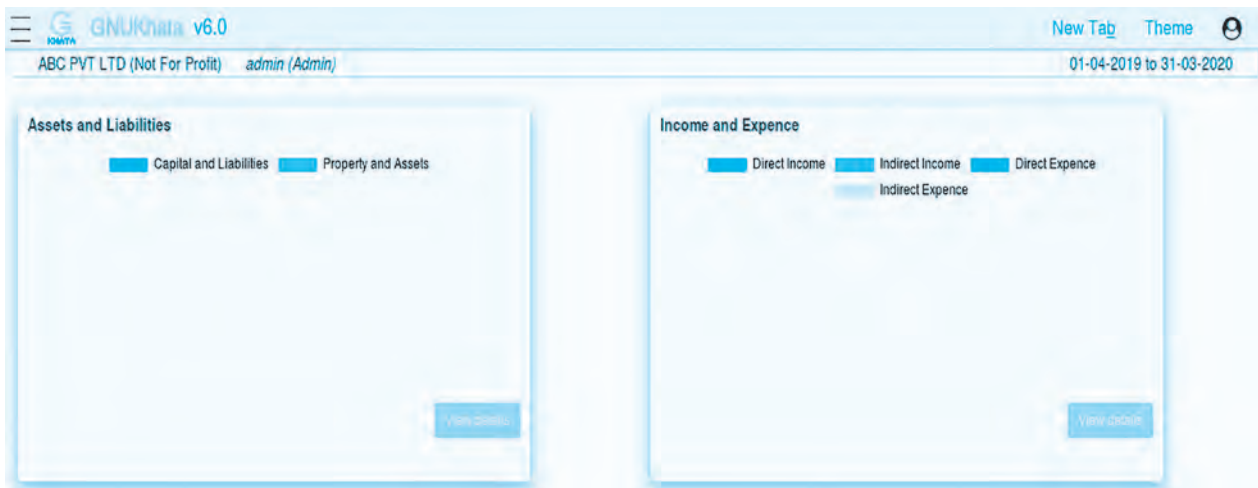 KHATA GNUKhata v6.0 New Tab Theme
ABC PVT LTD (Not For Profit) admin (Admin) 01-04-2019 to 31-03-2020
Assets and Liabilities
Capital and Liabilities Property and Assets
View details
Income and Expence
Direct Income Indirect Income Direct Expence
Indirect Expence
View details